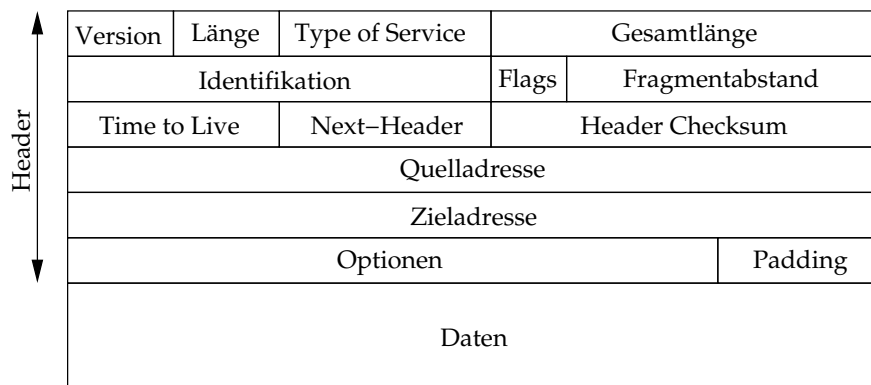 Version Länge Type of Service Gesamtlänge
Identifikation Flags Fragmentabstand
Time to Live Next−Header Header Checksum
Header
Quelladresse
Zieladresse
Optionen Padding
Daten